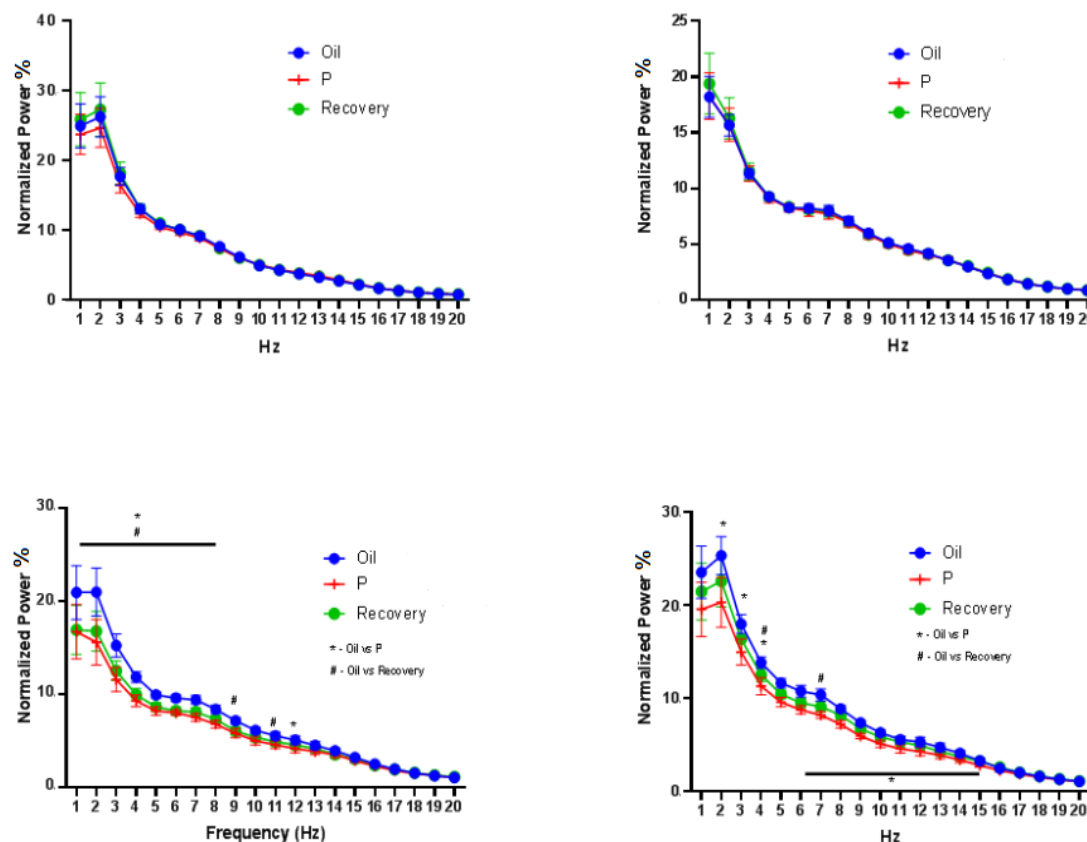 Normalized Power %
40
30
20
10
0
Oil
P
Recovery
1 2 3 4 5 6 7 8 9 10 11 12 13 14 15 16 17 18 19 20
Hz
Normalized Power %
25
20
15
10
5
0
Oil
P
Recovery
1 2 3 4 5 6 7 8 9 10 11 12 13 14 15 16 17 18 19 20
Hz
Normalized Power %
30
20
10
0
*
#
Oil
P
Recovery
* - Oil vs P
# - Oil vs Recovery
# # *
1 2 3 4 5 6 7 8 9 10 11 12 13 14 15 16 17 18 19 20
Frequency (Hz)
Normalized Power %
30
20
10
0
*
*
#
*
#
Oil
P
Recovery
* - Oil vs P
# - Oil vs Recovery
*
1 2 3 4 5 6 7 8 9 10 11 12 13 14 15 16 17 18 19 20
Hz